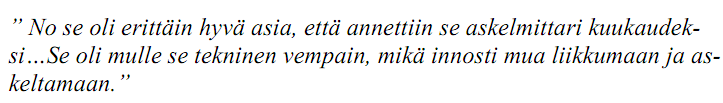 ” No se oli erittäin hyvä asia, että annettiin se askelmittari kuukaudek-
si…Se oli mulle se tekninen vempain, mikä innosti mua liikkumaan ja as-
keltamaan.”